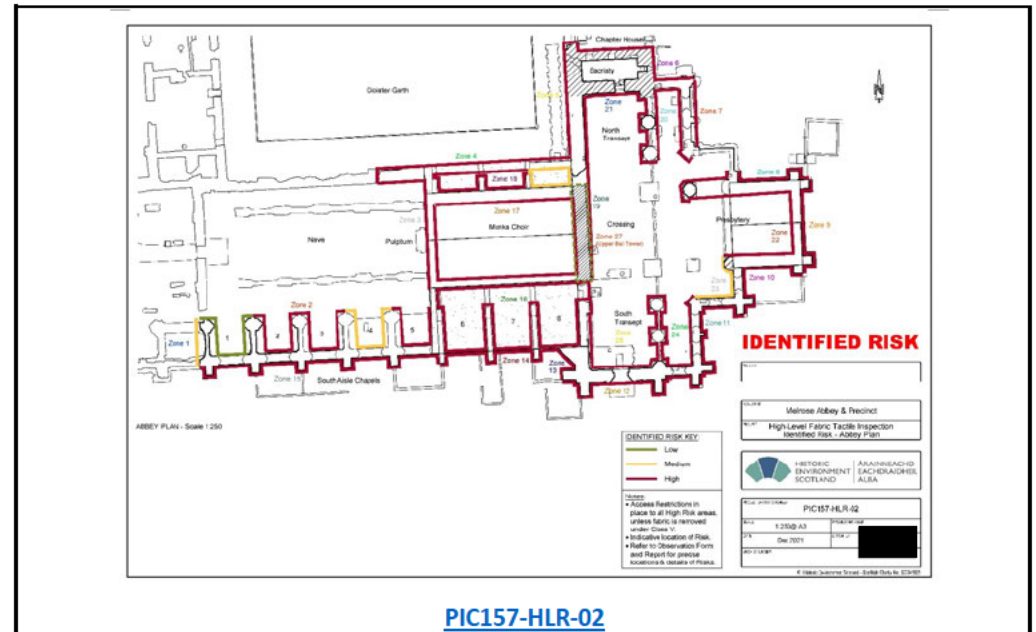 Chapter House
Zone 6
Sacristy
Cloister Garth
Zone 21
Zone 7
North
Transept
Zone 4
Zone 18
Zone 8
Zone
19
Zone 3
Zone 17
Monks Choir
Crossing
Presbytery
Zone 9
Nave
Pulpitum
Zone 27
(Upper Bell Tower)
Zone
22
Zone 10
Zone 2
Zone 16
Zone 1
1
2
3
4
5
6
7
8
South
Transept
Zone
24
Zone 11
IDENTIFIED RISK
Zone 14
Zone
13
Zone 15
South Aisle Chapels
Zone 12
ABBEY PLAN - Scale 1:250
Melrose Abbey & Precinct
High-Level Fabric Tactile Inspection
Identified Risk - Abbey Plan
IDENTIFIED RISK KEY:
Low
Medium
High
HISTORIC
ENVIRONMENT
SCOTLAND
ÀRAINNEACHD
EACHDRAIDHEIL
ALBA
Notes:
• Access Restrictions in
place to all High Risk areas,
unless fabric is removed
under Class V.
• Indicative location of Risk.
• Refer to Observation Form
and Report for precise
locations & details of Risks.
PIC157-HLR-02
1:250@ A3
Dec 2021
PIC157-HLR-02